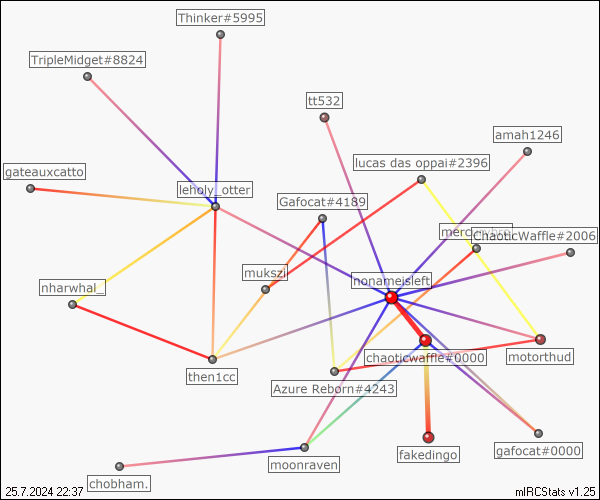 Thinker#5995
TripleMidget#8824
tt532
amah1246
lucas das oppai#2396
gateauxcatto
leholy_otter
Gafocat#4189
ChaoticWaffle#2006
mukszi
nonameisleft
nharwhal_
chaoticwaffle#0000
motorthud
then1cc
Azure Reborn#4243
fakedingo
gafocat#0000
moonraven
chobham.
25.7.2024 22:37
mIRCStats v1.25